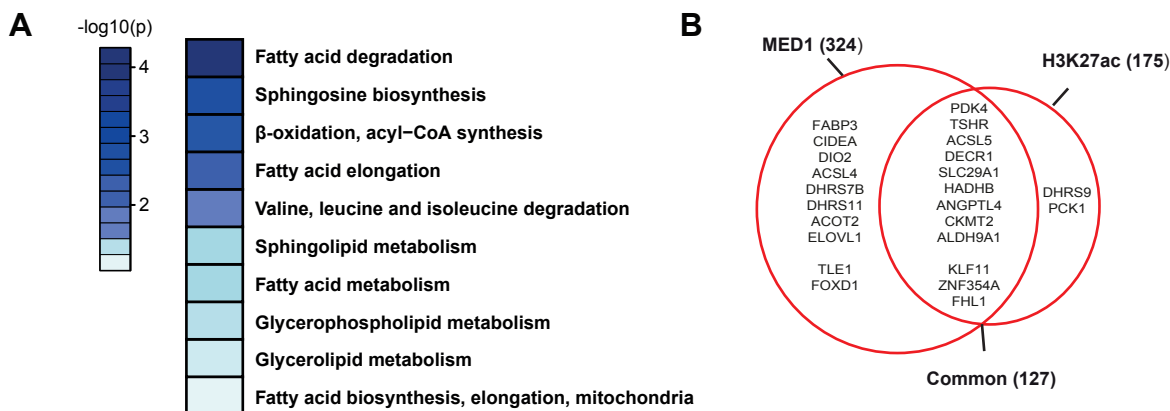 A
-log10(p)
4
3
2
Fatty acid degradation
Sphingosine biosynthesis
β-oxidation, acyl−CoA synthesis
Fatty acid elongation
Valine, leucine and isoleucine degradation
Sphingolipid metabolism
Fatty acid metabolism
Glycerophospholipid metabolism
Glycerolipid metabolism
Fatty acid biosynthesis, elongation, mitochondria
B
MED1 (324)
H3K27ac (175)
FABP3
CIDEA
DIO2
ACSL4
DHRS7B
DHRS11
ACOT2
ELOVL1
TLE1
FOXD1
PDK4
TSHR
ACSL5
DECR1
SLC29A1
HADHB
ANGPTL4
CKMT2
ALDH9A1
KLF11
ZNF354A
FHL1
DHRS9
PCK1
Common (127)